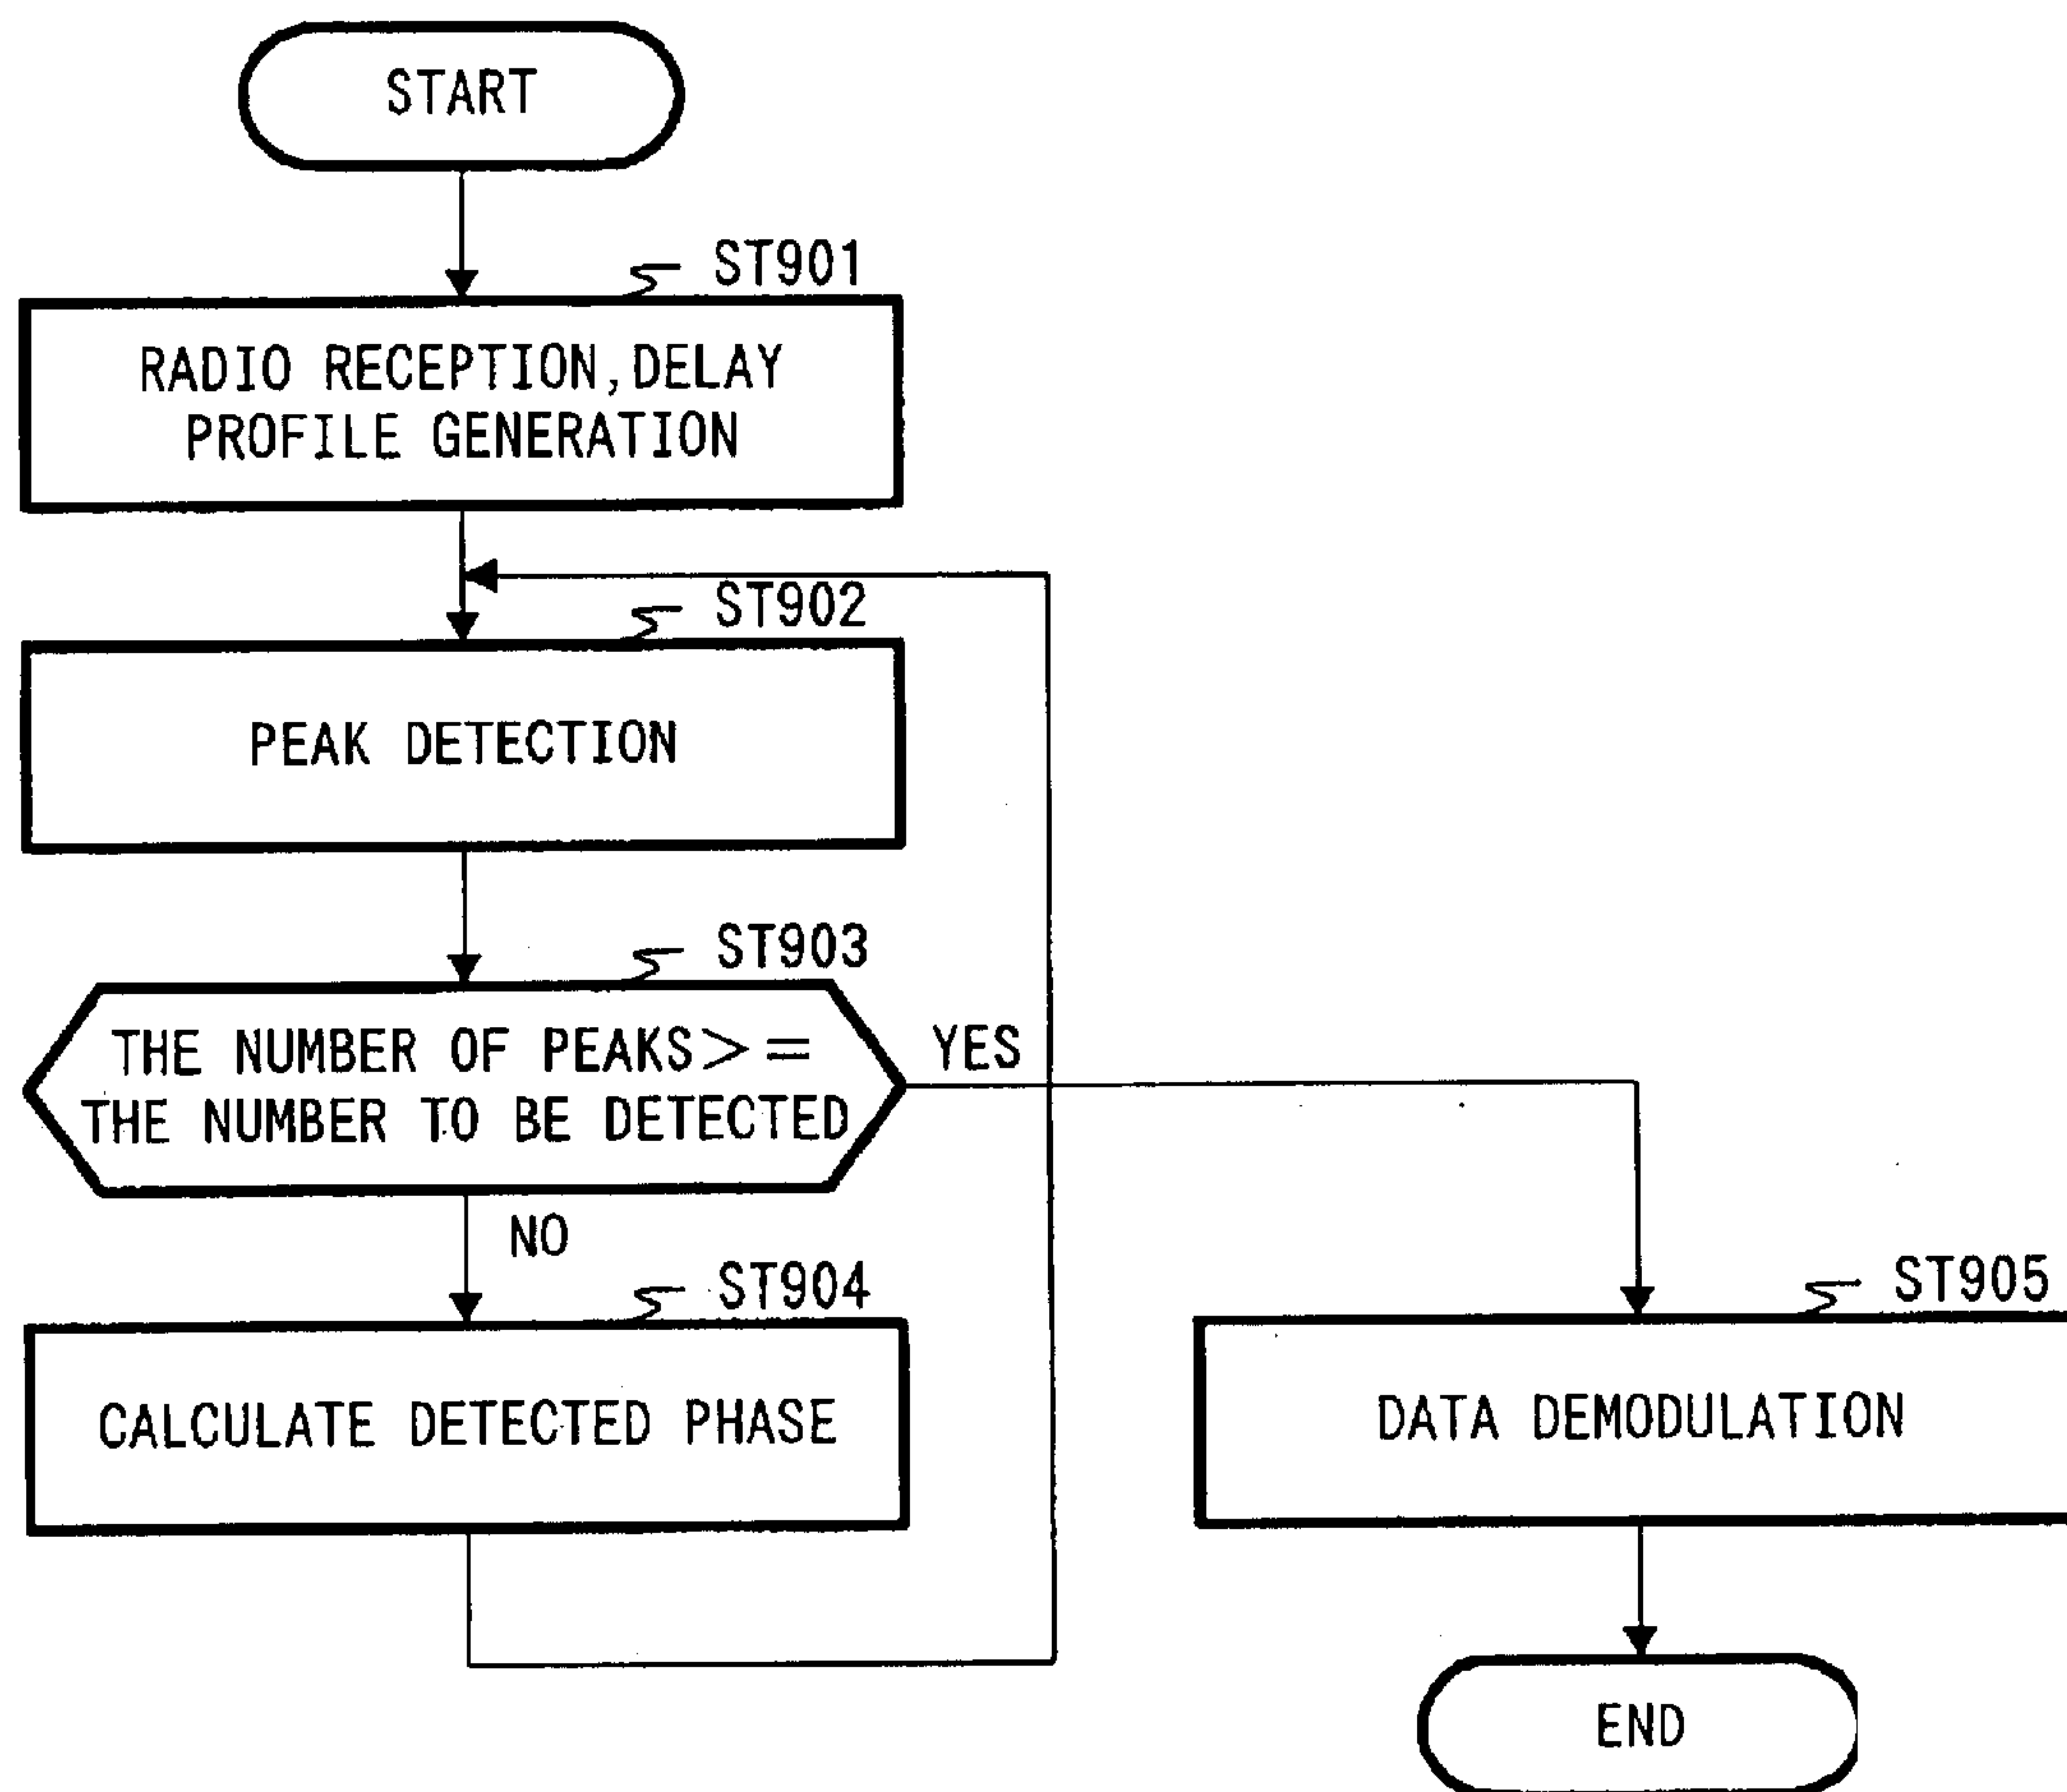 START
ST901
RADIO RECEPTION,DELAY
PROFILE GENERATION
ST902
PEAK DETECTION
ST903
THE NUMBER OF PEAKS>=
THE NUMBER TO BE DETECTED
YES
NO
ST904
CALCULATE DETECTED PHASE
ST905
DATA DEMODULATION
END